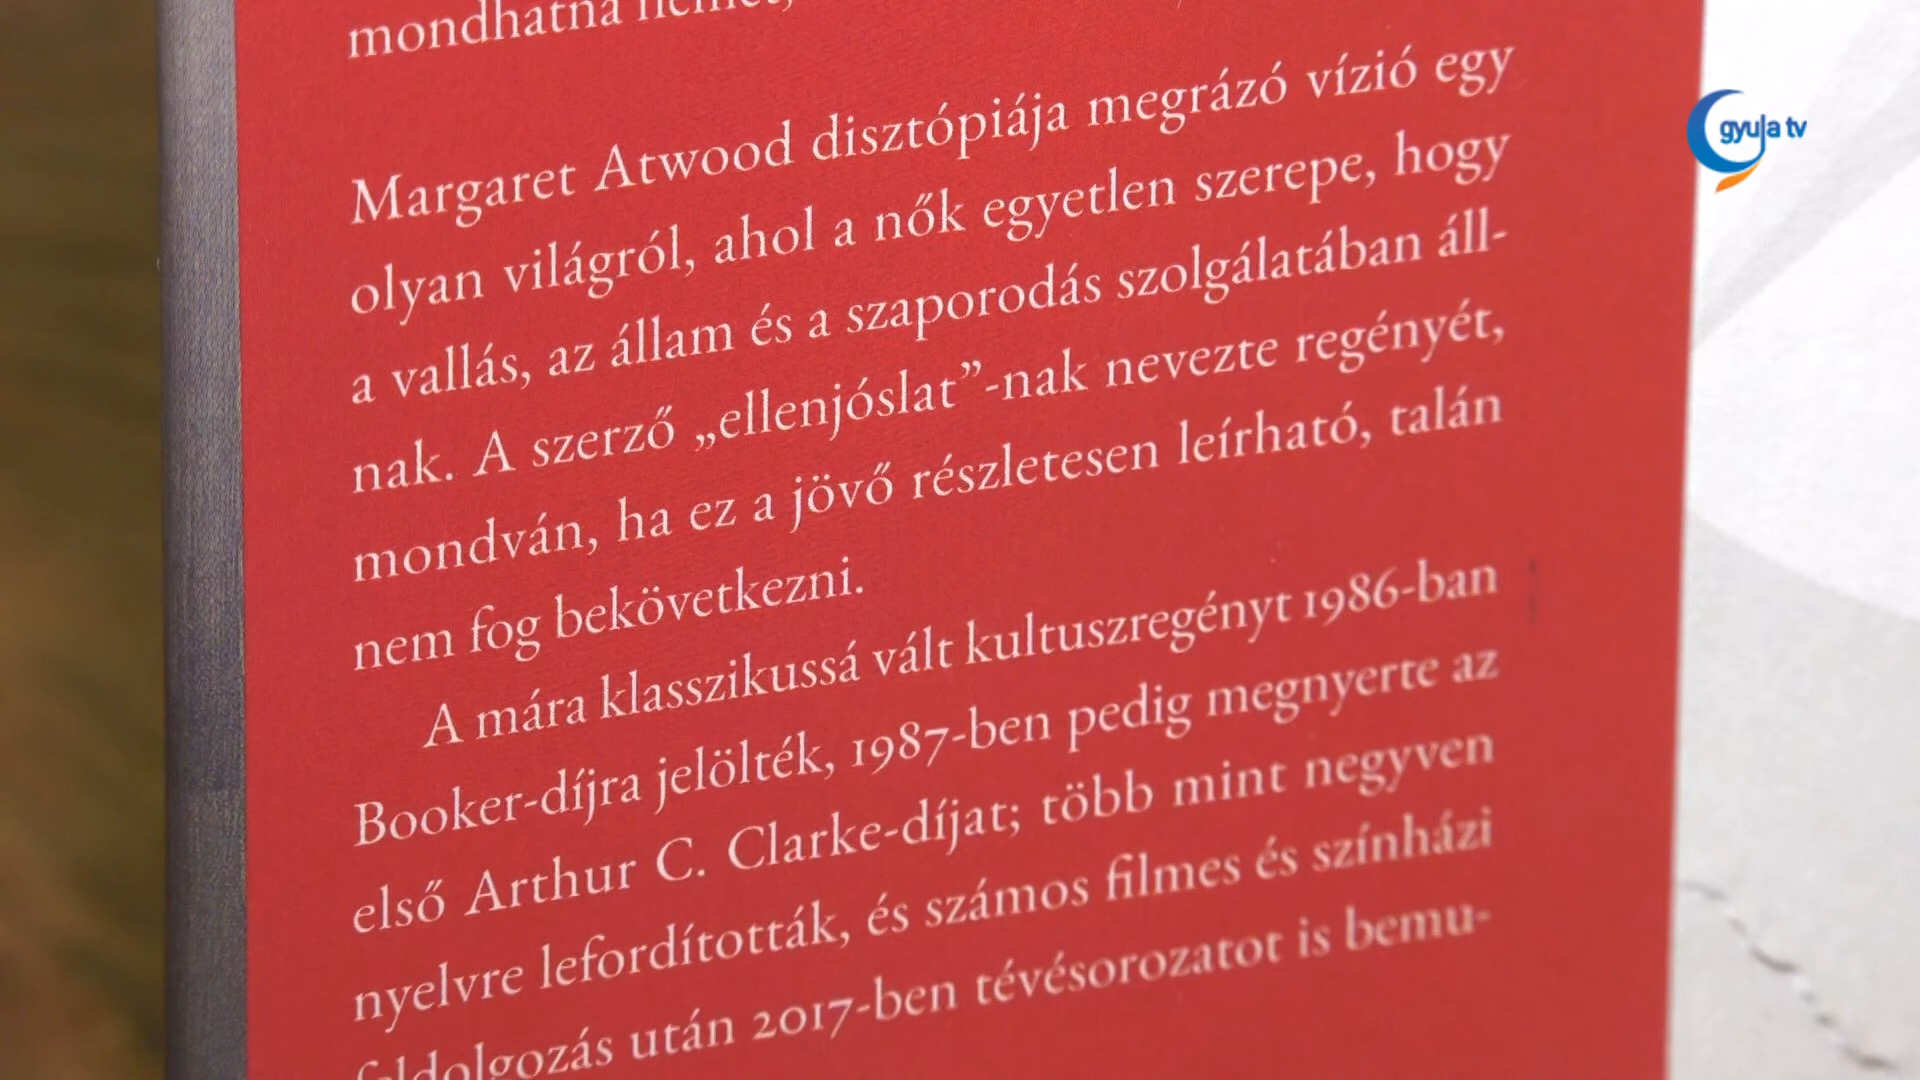 mondhatna nemet,
Margaret Atwood disztópiája megrázó vízió egy
olyan világról, ahol a nők egyetlen szerepe, hogy
a vallás, az állam és a szaporodás szolgálatában áll-
nak. A szerző „ellenjóslat”-nak nevezte regényét,
mondván, ha ez a jövő részletesen leírható, talán
nem fog bekövetkezni.
A mára klasszikussá vált kultuszregényt 1986-ban
Booker-díjra jelölték, 1987-ben pedig megnyerte az
első Arthur C. Clarke-díjat; több mint negyven
nyelvre lefordították, és számos filmes és színházi
feldolgozás után 2017-ben tévésorozatot is bemu-
gyula tv